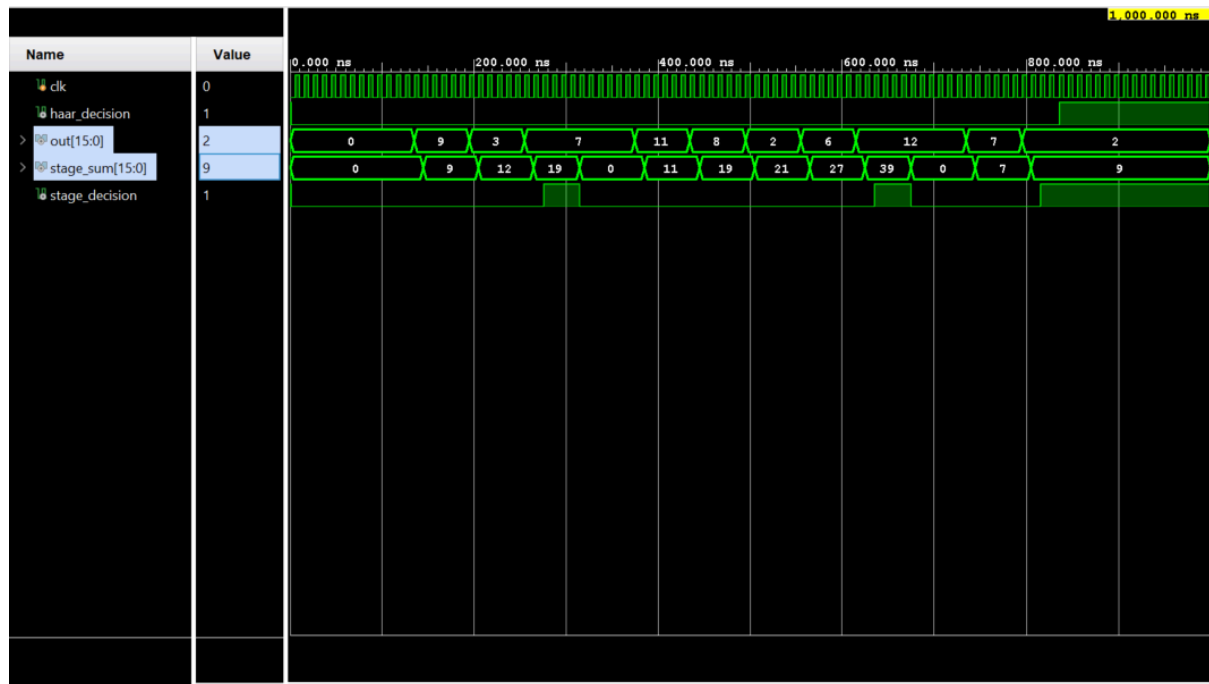 1,000.000 ns
Name Value
0.000 ns 200.000 ns 400.000 ns 600.000 ns 800.000 ns
clk 0
haar_decision 1
out[15:0] 2 0 9 3 7 11 8 2 6 12 7 2
stage_sum[15:0] 9 0 9 12 19 0 11 19 21 27 39 0 7 9
stage_decision 1